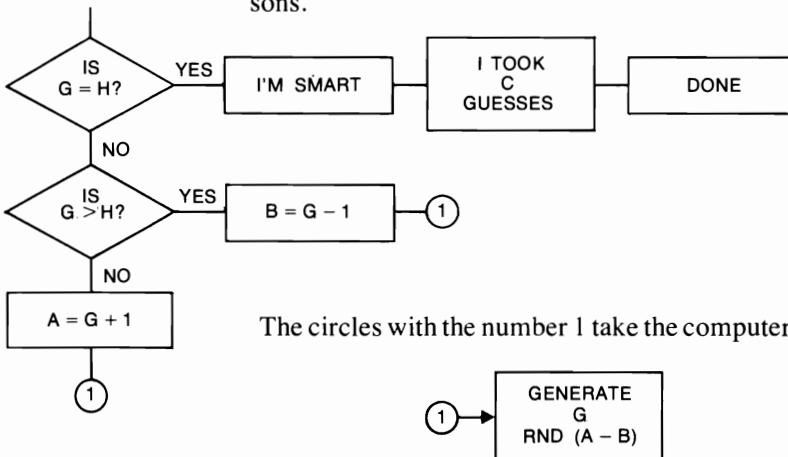 sons.
IS
G = H?
YES
I'M SMART
I TOOK
C
GUESSES
DONE
NO
IS
G > H?
YES
B = G – 1
1
NO
A = G + 1
1
The circles with the number 1 take the computer
1
GENERATE
G
RND (A – B)